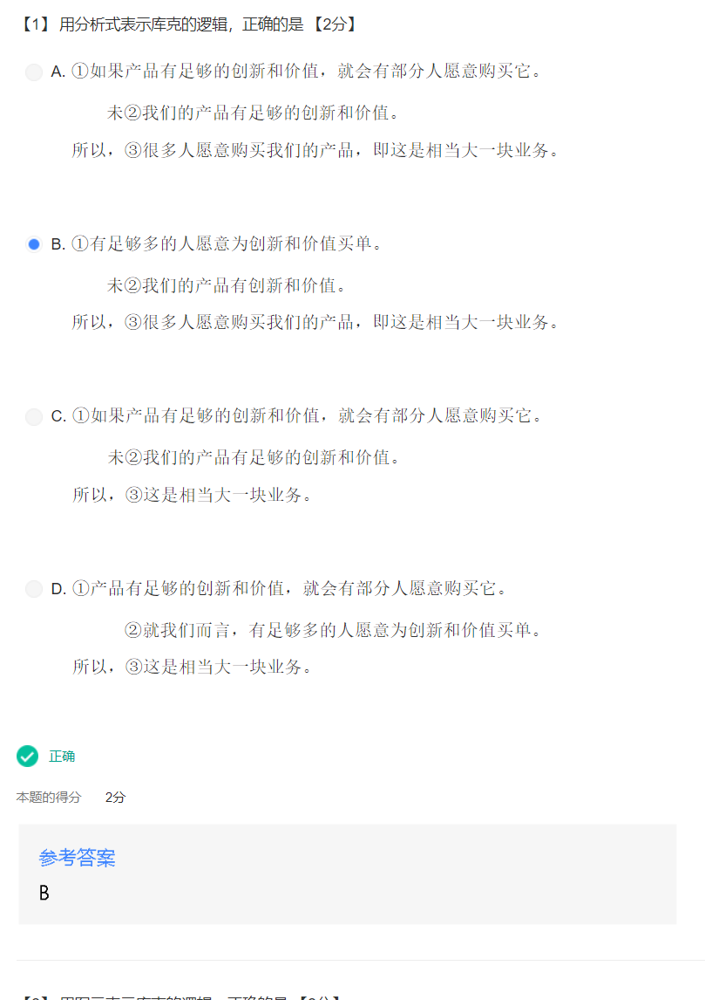 【1】 用分析式表示库克的逻辑，正确的是 【2分】
A. ①如果产品有足够的创新和价值，就会有部分人愿意购买它。
未②我们的产品有足够的创新和价值。
所以，③很多人愿意购买我们的产品，即这是相当大一块业务。
B. ①有足够多的人愿意为创新和价值买单。
未②我们的产品有创新和价值。
所以，③很多人愿意购买我们的产品，即这是相当大一块业务。
C. ①如果产品有足够的创新和价值，就会有部分人愿意购买它。
未②我们的产品有足够的创新和价值。
所以，③这是相当大一块业务。
D. ①产品有足够的创新和价值，就会有部分人愿意购买它。
②就我们而言，有足够多的人愿意为创新和价值买单。
所以，③这是相当大一块业务。
正确
本题的得分 2分
参考答案
B